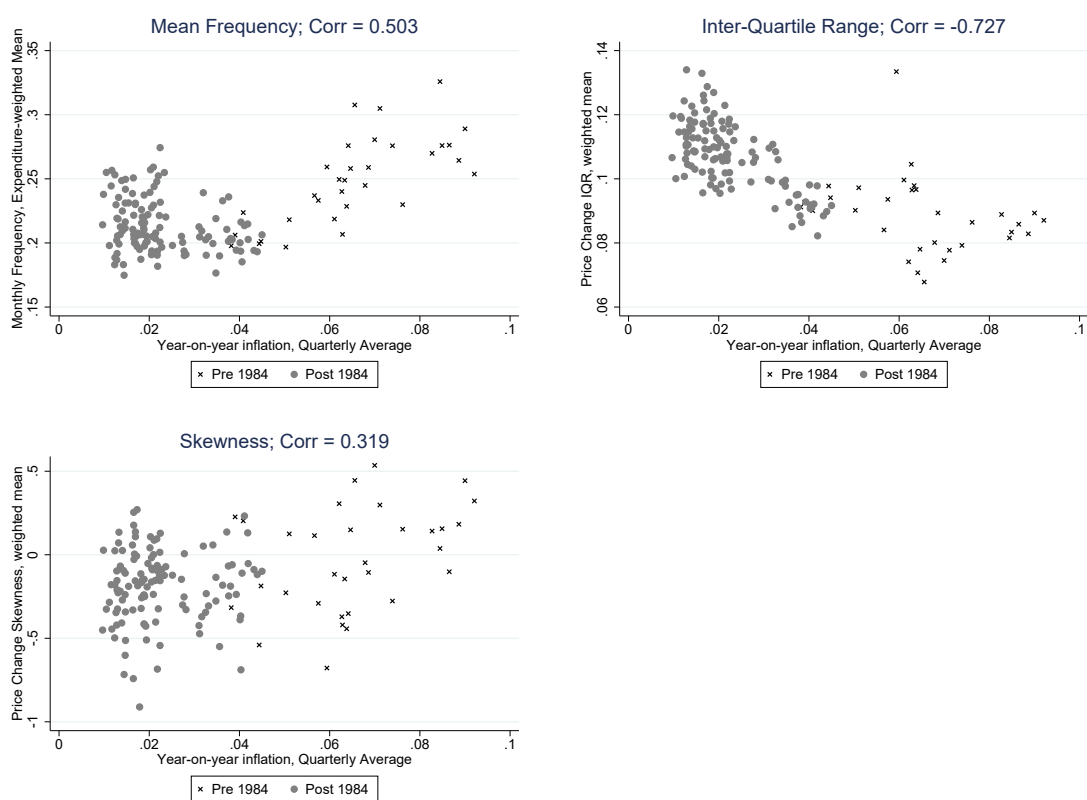 Mean Frequency; Corr = 0.503
Monthly Frequency, Expenditure-weighted Mean
.35
.3
.25
.2
.15
0 .02 .04 .06 .08 .1
Year-on-year inflation, Quarterly Average
Pre 1984 Post 1984
Inter-Quartile Range; Corr = -0.727
Price Change IQR, weighted mean
.14
.12
.1
.08
.06
0 .02 .04 .06 .08 .1
Year-on-year inflation, Quarterly Average
Pre 1984 Post 1984
Skewness; Corr = 0.319
Price Change Skewness, weighted mean
.5
0
-.5
-1
0 .02 .04 .06 .08 .1
Year-on-year inflation, Quarterly Average
Pre 1984 Post 1984